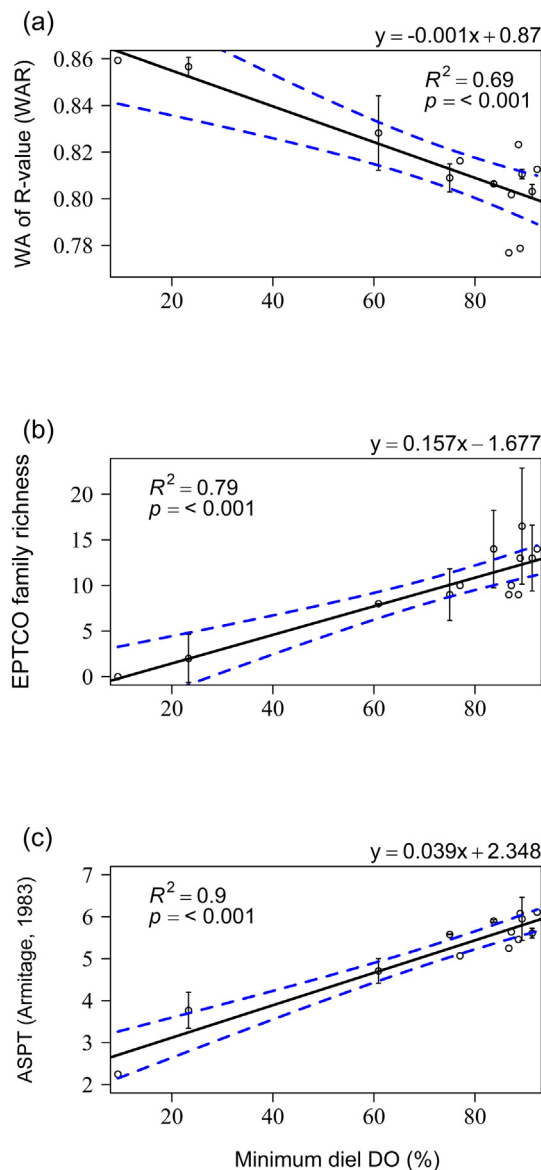 (a)
y = -0.001x + 0.87
R² = 0.69
p = < 0.001
WA of R-value (WAR)
0.86
0.84
0.82
0.80
0.78
20 40 60 80
(b)
y = 0.157x − 1.677
R² = 0.79
p = < 0.001
EPTCO family richness
20
15
10
5
0
20 40 60 80
(c)
y = 0.039x + 2.348
R² = 0.9
p = < 0.001
ASPT (Armitage, 1983)
7
6
5
4
3
2
20 40 60 80
Minimum diel DO (%)